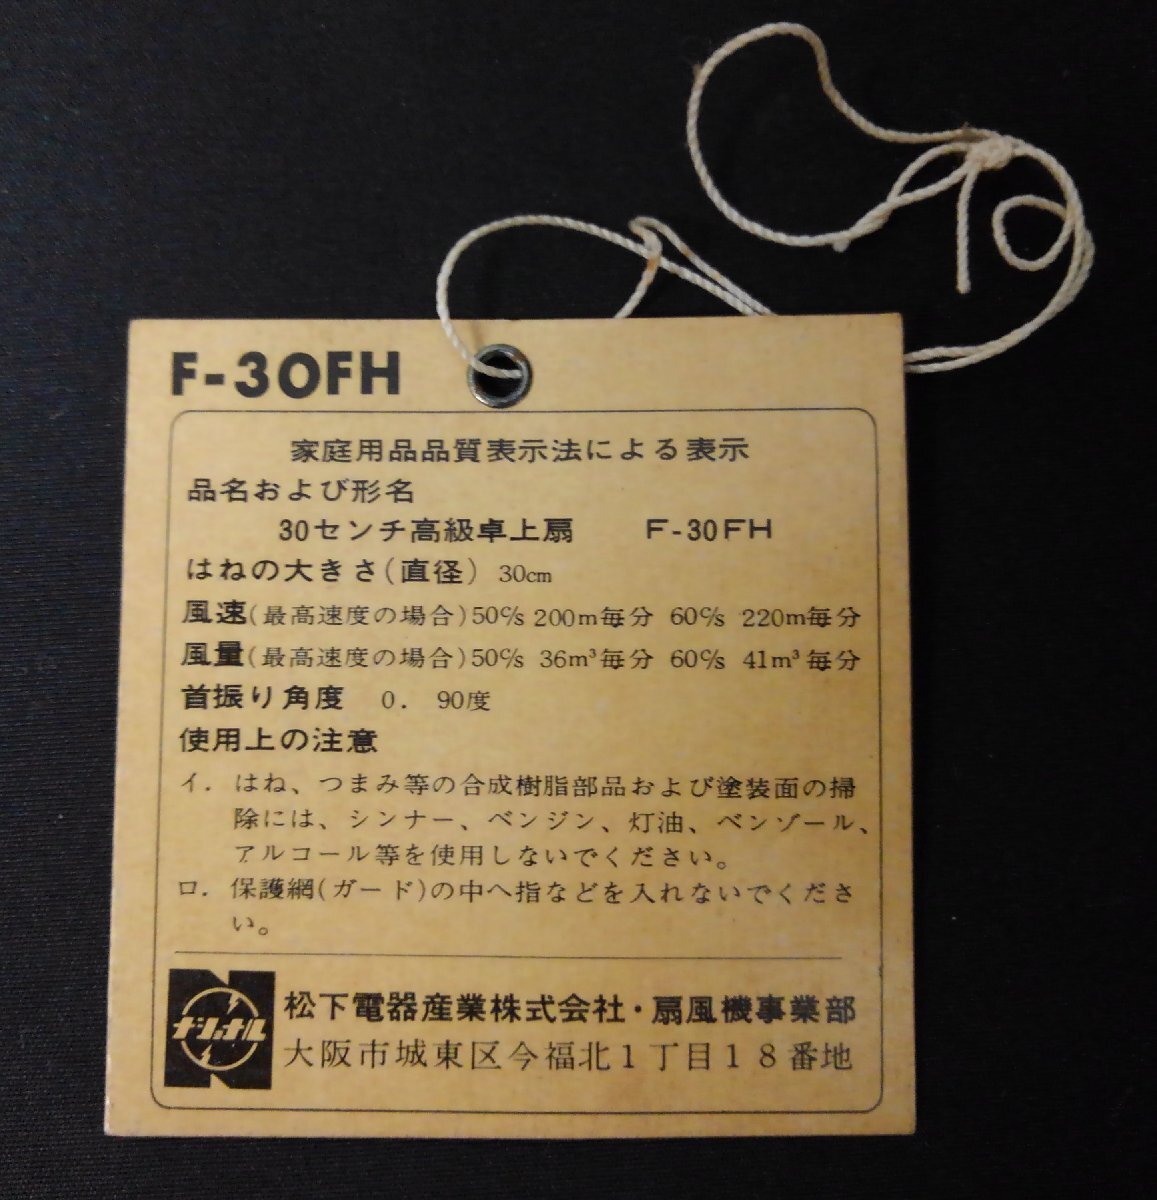 F-30FH
家庭用品品質表示法による表示
品名および形名
30センチ高級卓上扇 F-30FH
はねの大きさ(直径) 30cm
風速(最高速度の場合)50c/s 200m毎分 60c/s 220m毎分
風量(最高速度の場合)50c/s 36m³毎分 60c/s 41m³毎分
首振り角度 0. 90度
使用上の注意
イ. はね、つまみ等の合成樹脂部品および塗装面の掃
除には、シンナー、ベンジン、灯油、ベンゾール、
アルコール等を使用しないでください。
ロ. 保護網(ガード)の中へ指などを入れないでくださ
い。
ナショナル
松下電器産業株式会社・扇風機事業部
大阪市城東区今福北1丁目18番地